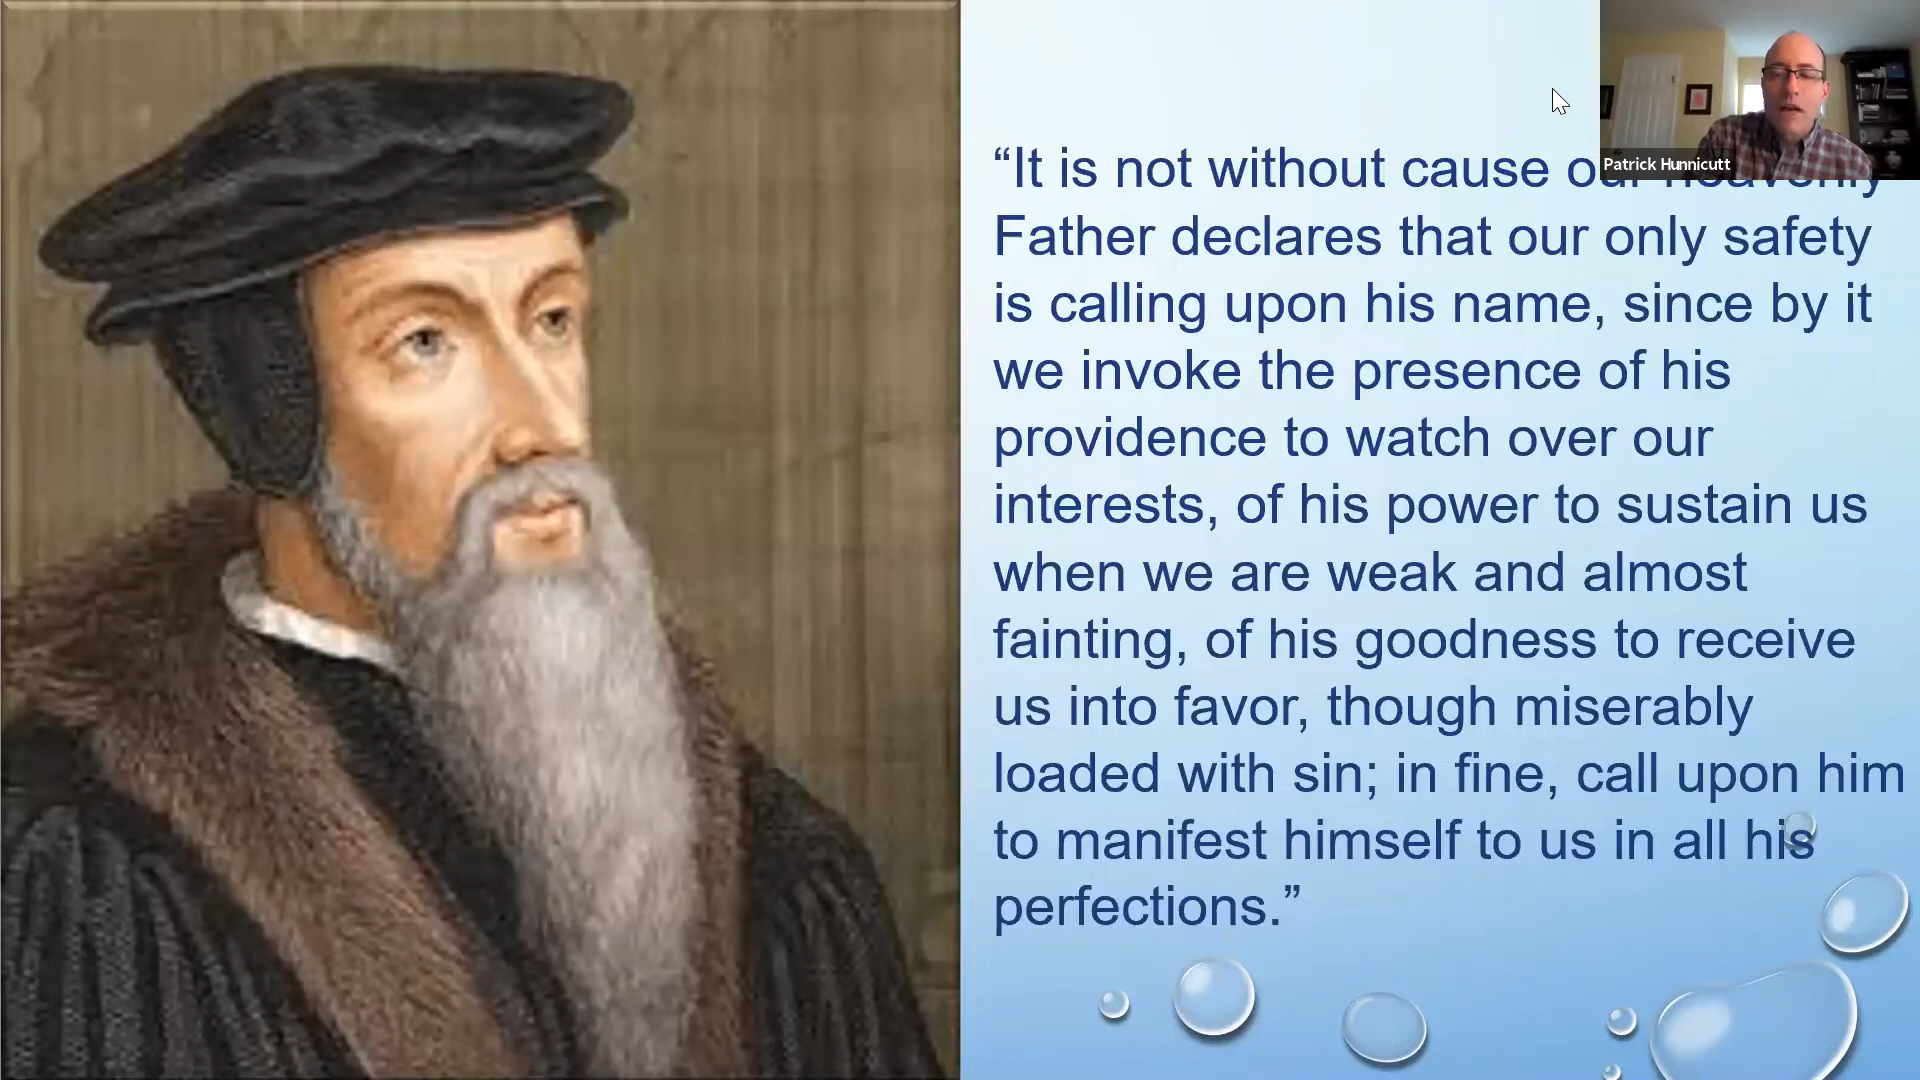 “It is not without cause our heavenly
Father declares that our only safety
is calling upon his name, since by it
we invoke the presence of his
providence to watch over our
interests, of his power to sustain us
when we are weak and almost
fainting, of his goodness to receive
us into favor, though miserably
loaded with sin; in fine, call upon him
to manifest himself to us in all his
perfections.”
Patrick Hunnicutt